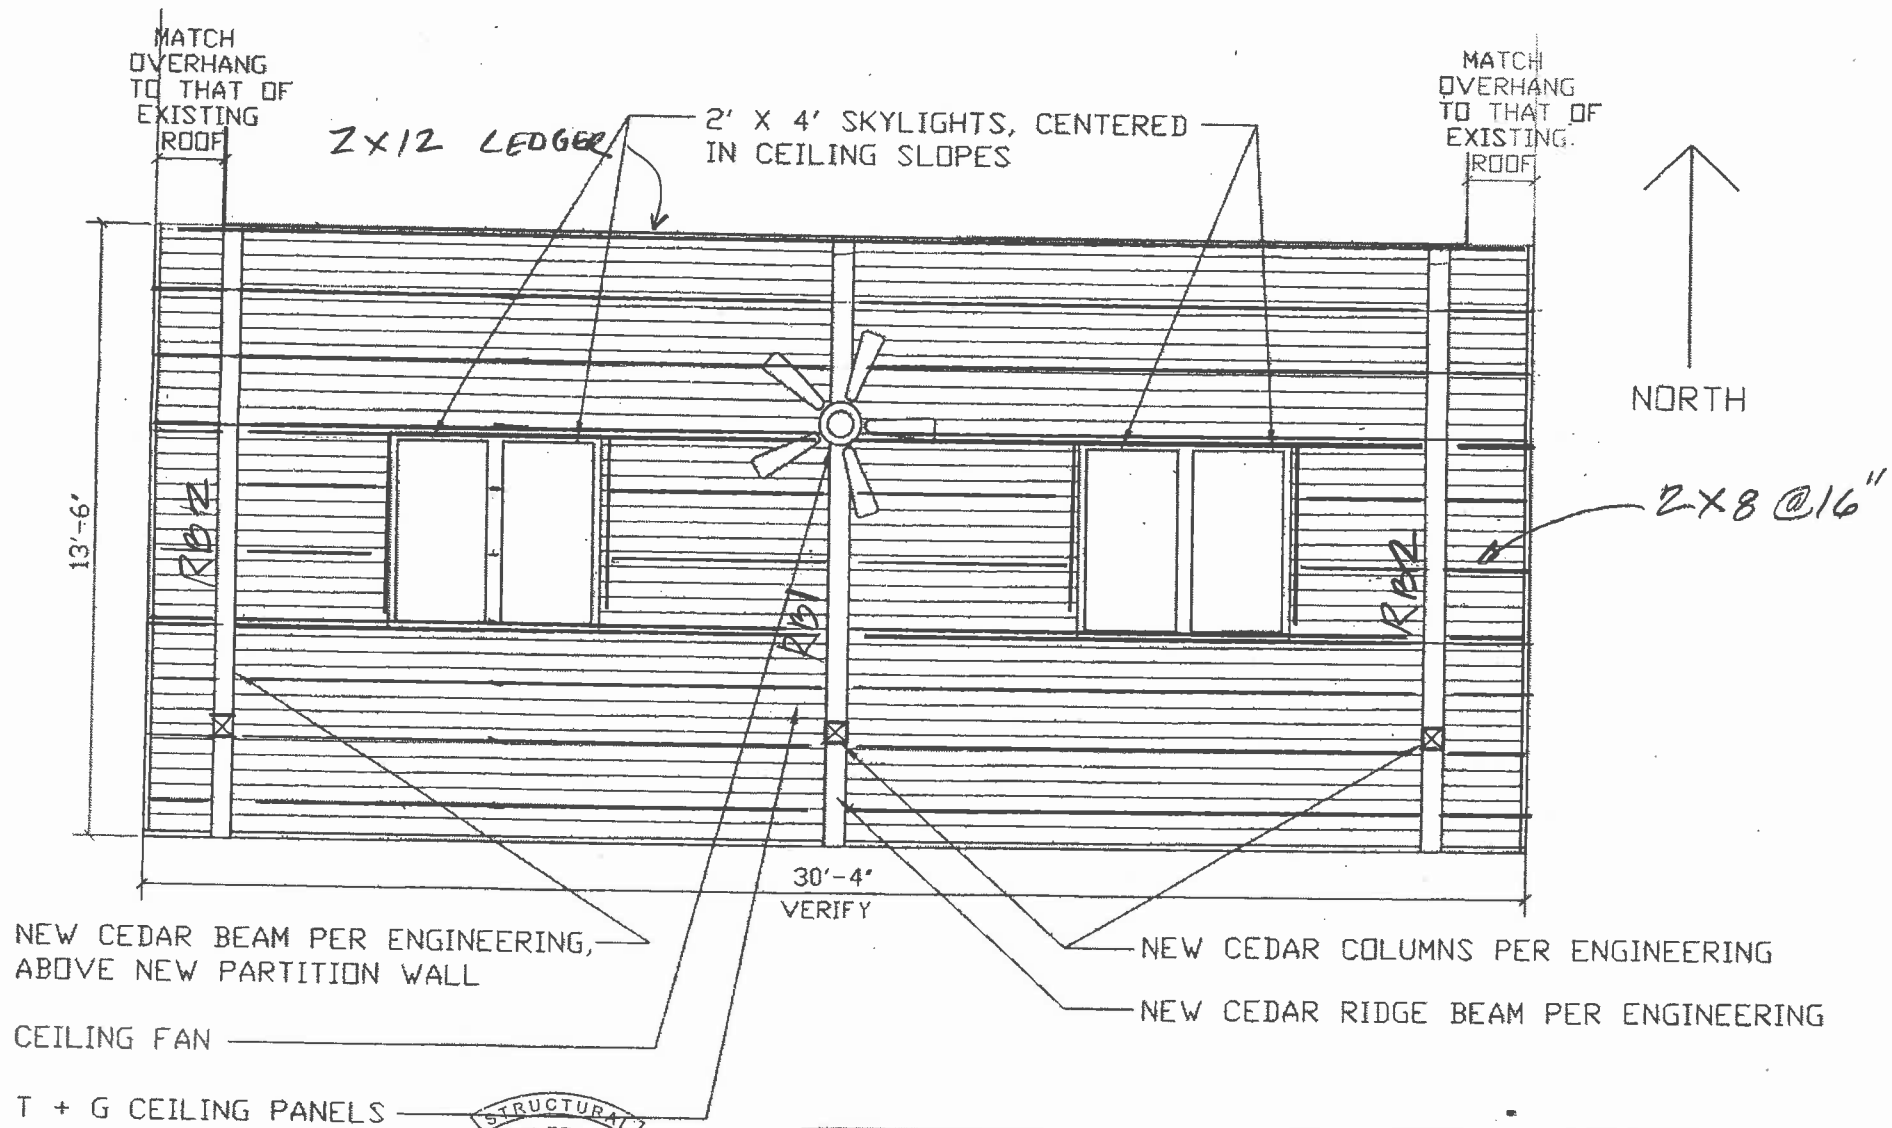 MATCH
OVERHANG
TO THAT OF
EXISTING
ROOF
2X12 LEDGER
2' X 4' SKYLIGHTS, CENTERED
IN CEILING SLOPES
MATCH
OVERHANG
TO THAT OF
EXISTING
ROOF
NORTH
13'-6"
RB2
RB1
RB2
2X8 @16"
30'-4"
VERIFY
NEW CEDAR BEAM PER ENGINEERING,
ABOVE NEW PARTITION WALL
CEILING FAN
T + G CEILING PANELS
NEW CEDAR COLUMNS PER ENGINEERING
NEW CEDAR RIDGE BEAM PER ENGINEERING
STRUCTURAL